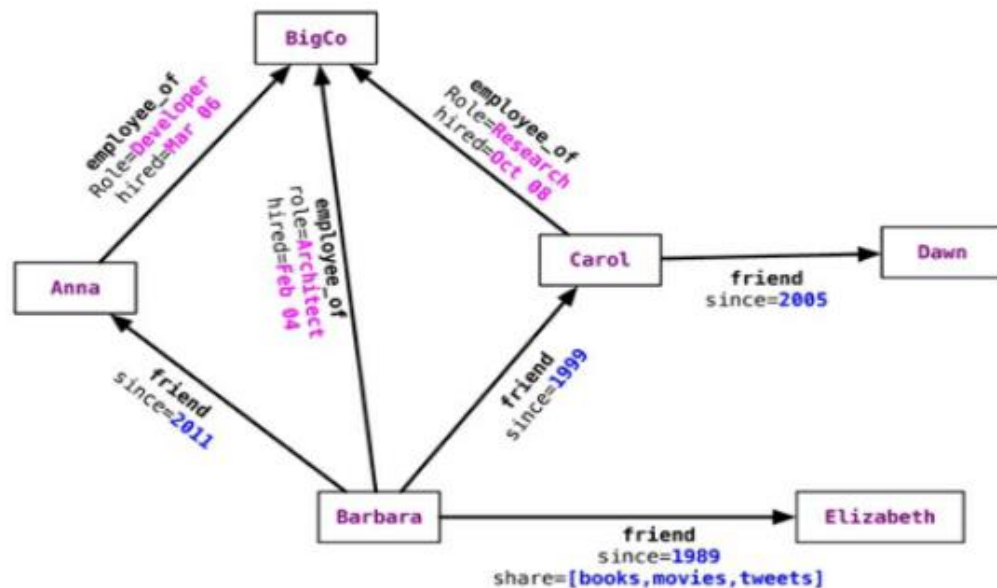 BigCo
employee_of
Role=Developer
hired=Mar 06
employee_of
role=Architect
hired=Feb 04
employee_of
Role=Research
hired=Oct 08
Anna
Carol
Dawn
friend
since=2005
friend
since=2011
friend
since=1999
Barbara
Elizabeth
friend
since=1989
share=[books,movies,tweets]